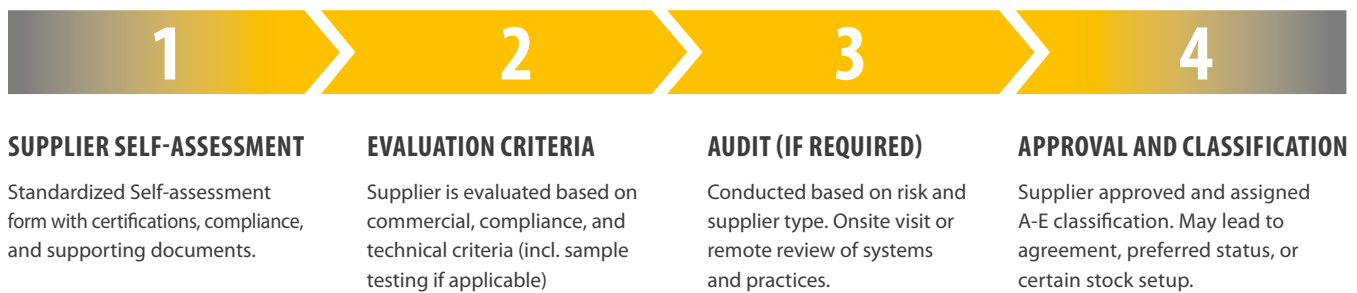 1
2
3
4
SUPPLIER SELF-ASSESSMENT
Standardized Self-assessment
form with certifications, compliance,
and supporting documents.
EVALUATION CRITERIA
Supplier is evaluated based on
commercial, compliance, and
technical criteria (incl. sample
testing if applicable)
AUDIT (IF REQUIRED)
Conducted based on risk and
supplier type. Onsite visit or
remote review of systems
and practices.
APPROVAL AND CLASSIFICATION
Supplier approved and assigned
A-E classification. May lead to
agreement, preferred status, or
certain stock setup.